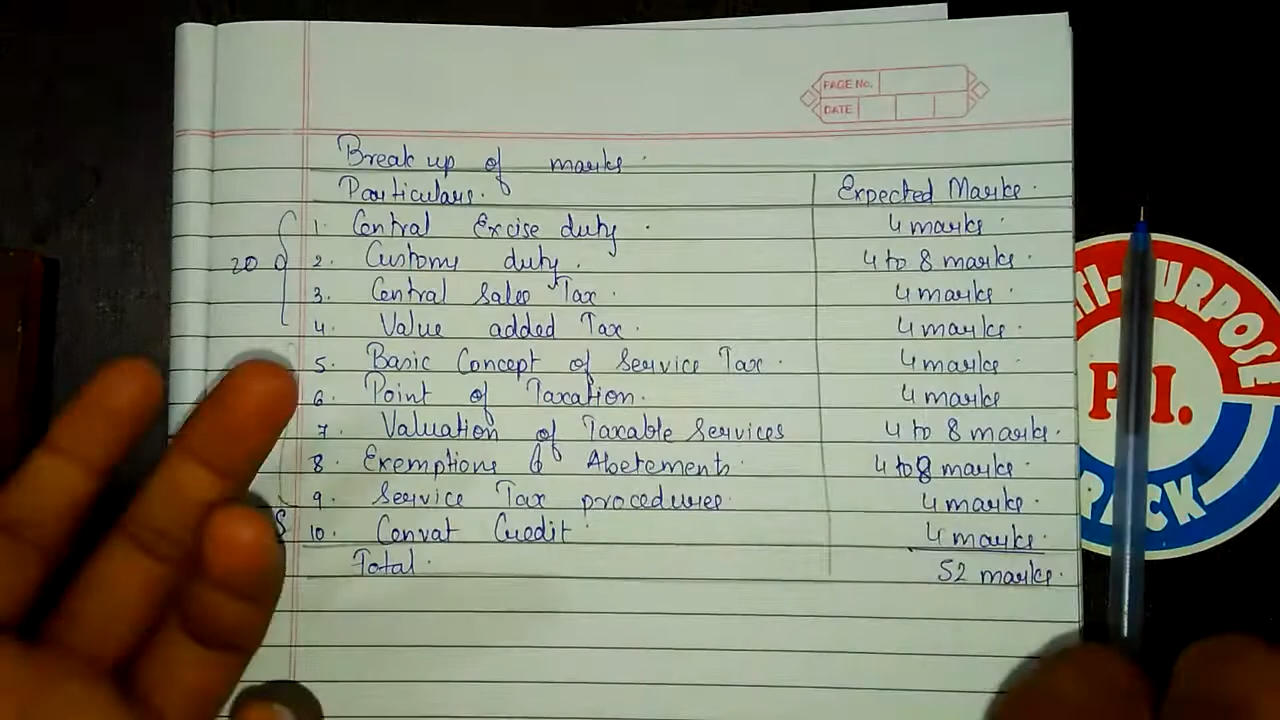 PAGE No.
DATE
Break up of marks.
Particulars. Expected Marks.
1. Central Excise duty. 4 marks.
20 2. Customs duty. 4 to 8 marks.
3. Central Sales Tax. 4 marks.
4. Value added Tax. 4 marks.
5. Basic Concept of Service Tax. 4 marks.
6. Point of Taxation. 4 marks
7. Valuation of Taxable Services 4 to 8 marks.
8. Exemptions & Abetements. 4 to 8 marks.
9. Service Tax procedures. 4 marks.
10. Cenvat Credit. 4 marks.
Total. 52 marks.
TI-PURPOSE
P.I.